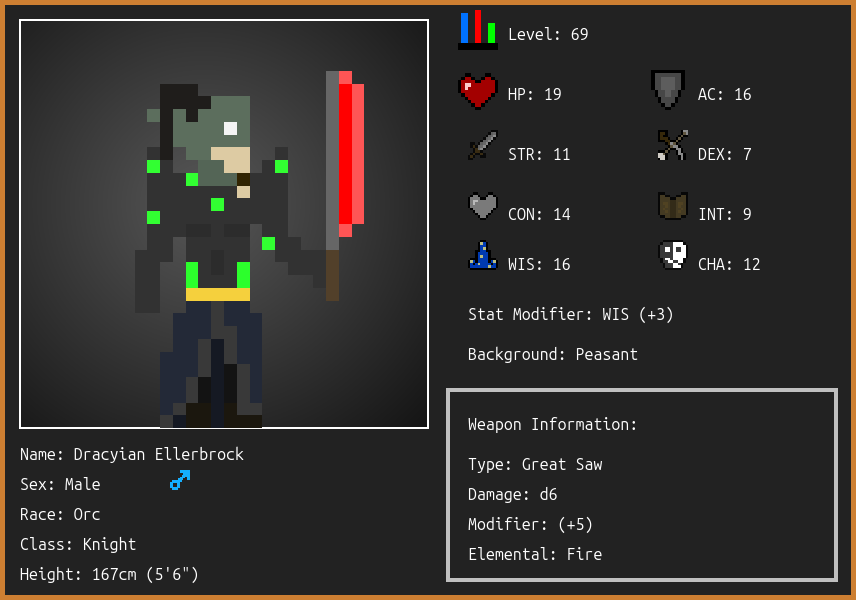 Level: 69
HP: 19
AC: 16
STR: 11
DEX: 7
CON: 14
INT: 9
WIS: 16
CHA: 12
Stat Modifier: WIS (+3)
Background: Peasant
Weapon Information:
Type: Great Saw
Damage: d6
Modifier: (+5)
Elemental: Fire
Name: Dracyian Ellerbrock
Sex: Male
Race: Orc
Class: Knight
Height: 167cm (5'6")